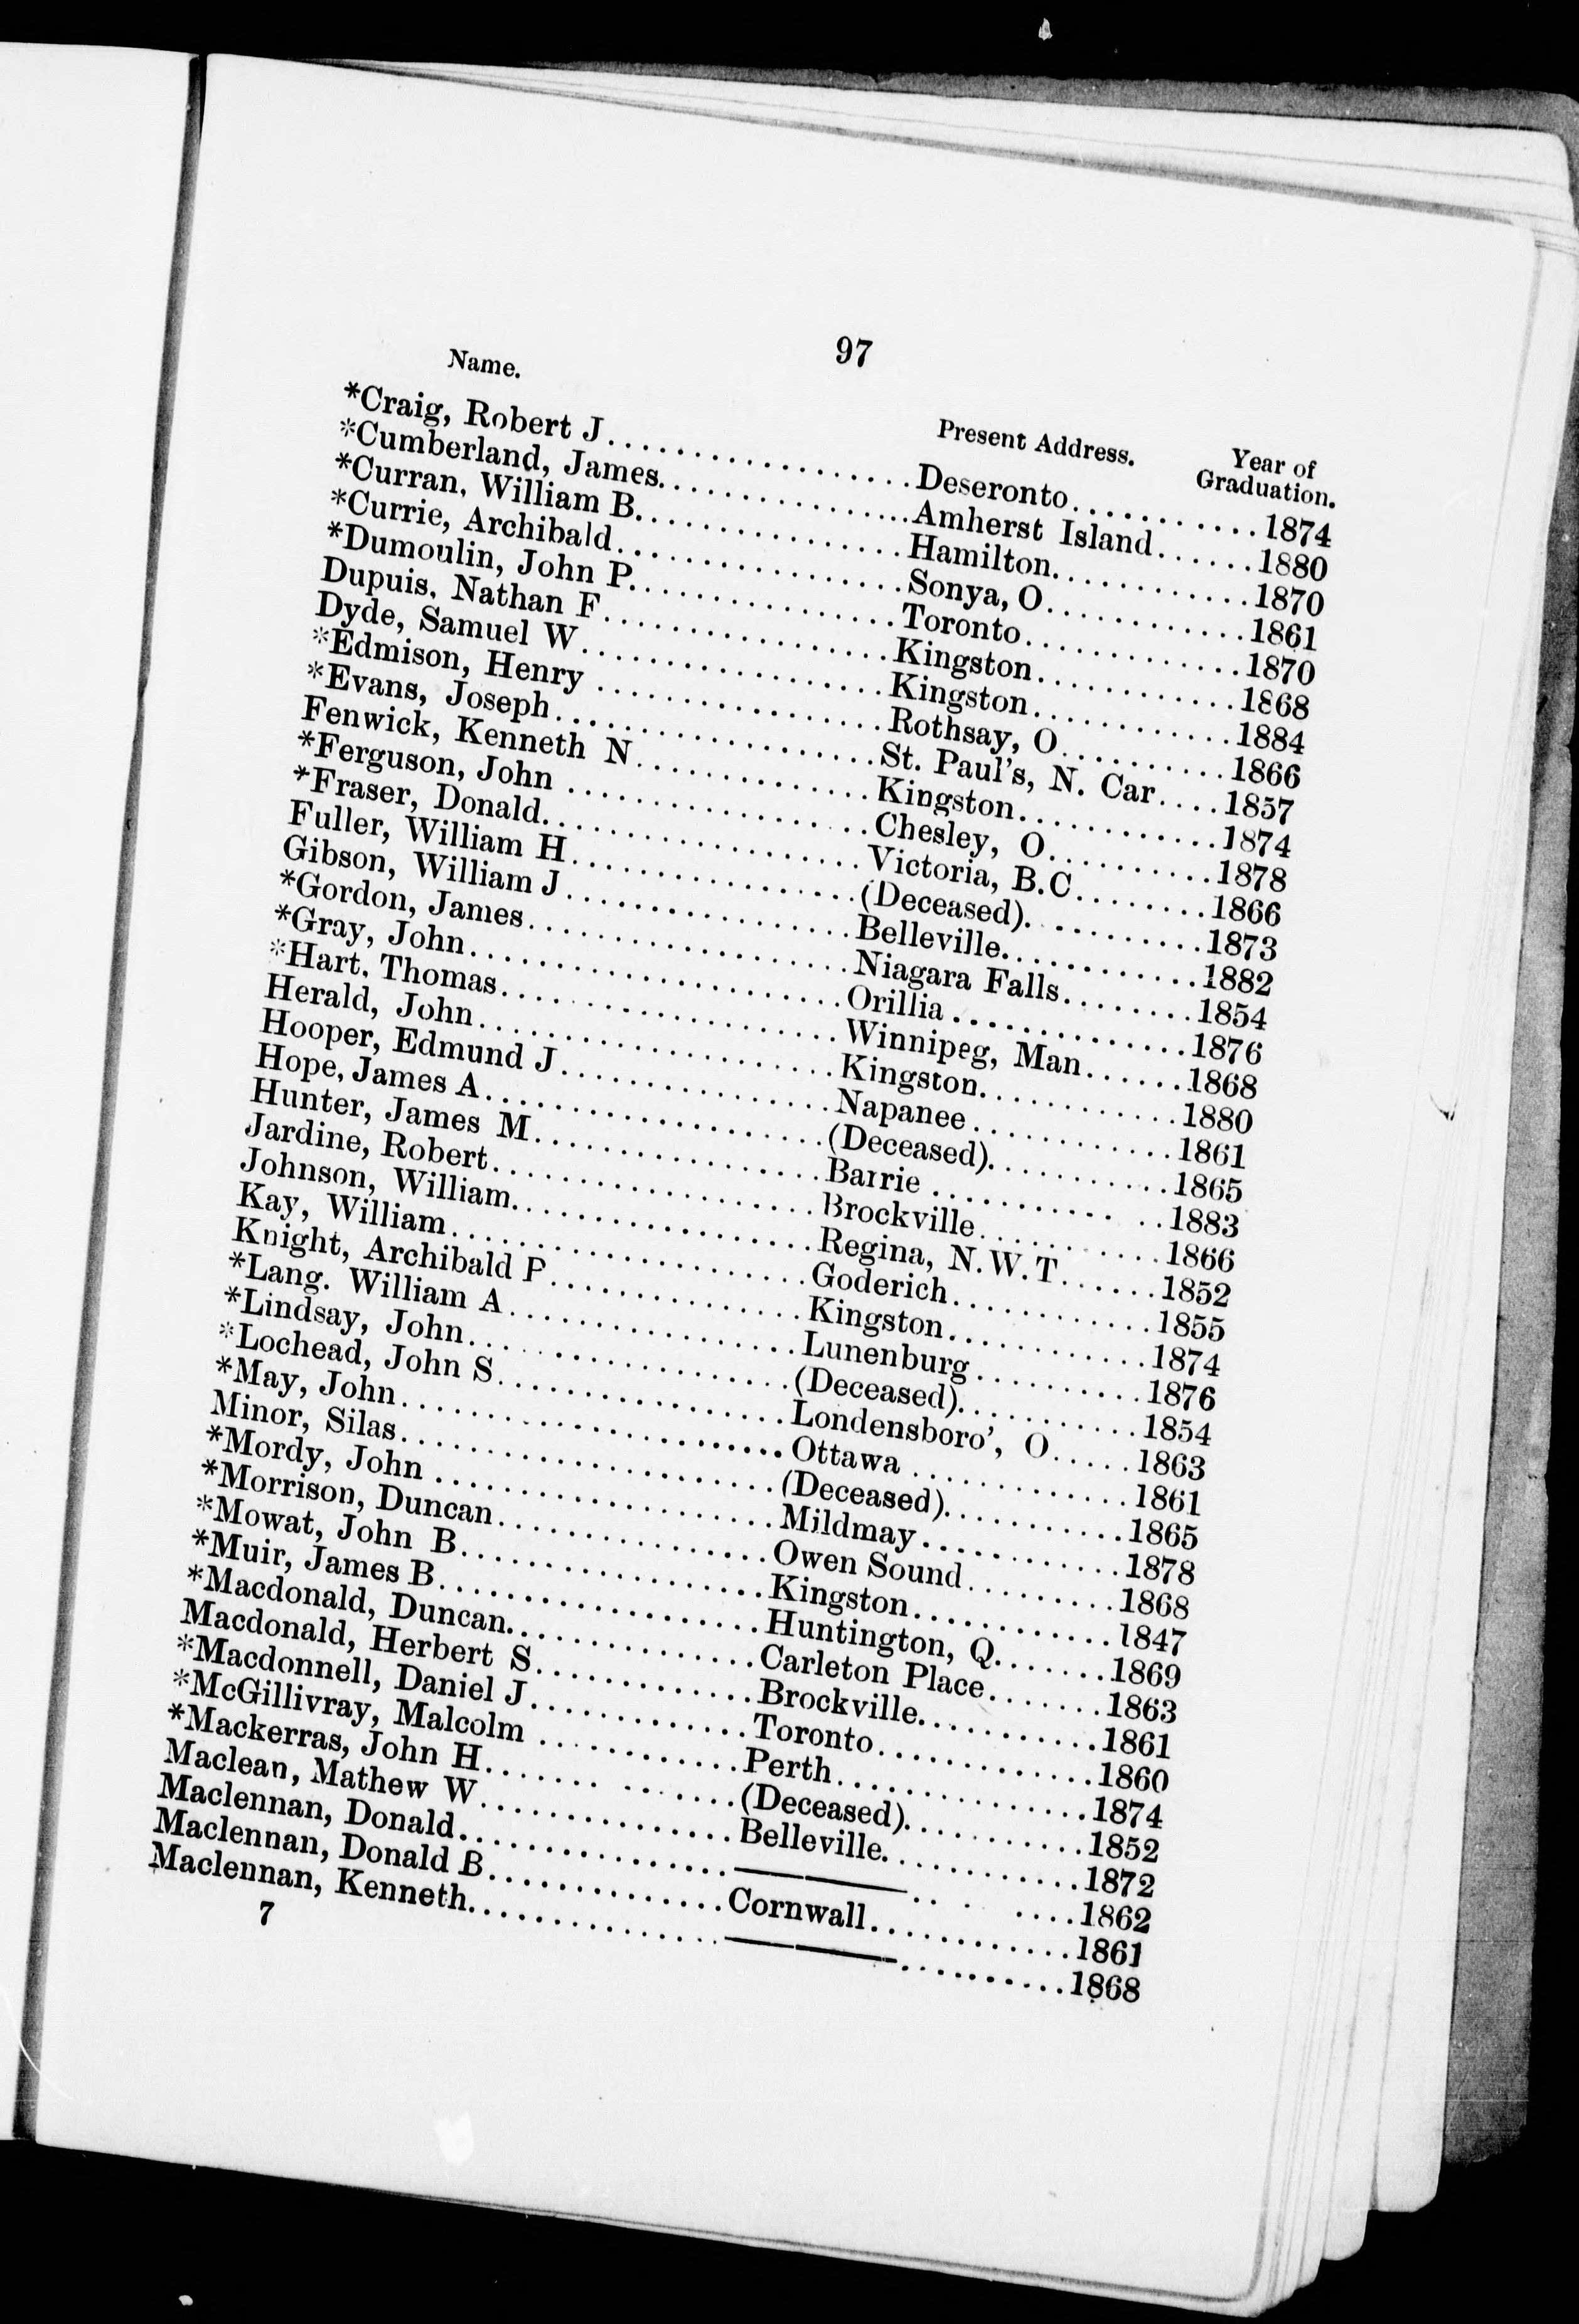 97
Name. Present Address. Year of
Graduation.
*Craig, Robert J........Deseronto........1874
*Cumberland, James........Amherst Island......1880
*Curran, William B........Hamilton........1870
*Currie, Archibald........Sonya, O........1861
*Dumoulin, John P........Toronto........1870
Dupuis, Nathan F........Kingston........1868
Dyde, Samuel W........Kingston........1884
*Edmison, Henry ........Rothsay, O........1866
*Evans, Joseph........St. Paul's, N. Car....1857
Fenwick, Kenneth N........Kingston........1874
*Ferguson, John ........Chesley, O........1878
*Fraser, Donald........Victoria, B.C........1866
Fuller, William H........(Deceased)........1873
Gibson, William J........Belleville........1882
*Gordon, James........Niagara Falls........1854
*Gray, John........Orillia ........1876
*Hart, Thomas........Winnipeg, Man......1868
Herald, John........Kingston........1880
Hooper, Edmund J........Napanee........1861
Hope, James A........(Deceased)........1865
Hunter, James M........Barrie ........1883
Jardine, Robert........Brockville........1866
Johnson, William........Regina, N.W.T......1852
Kay, William........Goderich........1855
Knight, Archibald P........Kingston........1874
*Lang. William A........Lunenburg........1876
*Lindsay, John........(Deceased)........1854
*Lochead, John S........Londensboro', O.....1863
*May, John........Ottawa ........1861
Minor, Silas........(Deceased)........1865
*Mordy, John ........Mildmay........1878
*Morrison, Duncan........Owen Sound........1868
*Mowat, John B........Kingston........1847
*Muir, James B........Huntington, Q.......1869
*Macdonald, Duncan........Carleton Place.......1863
Macdonald, Herbert S........Brockville........1861
*Macdonnell, Daniel J........Toronto........1860
*McGillivray, Malcolm ........Perth........1874
*Mackerras, John H........(Deceased)........1852
Maclean, Mathew W........Belleville........1872
Maclennan, Donald........————........1862
Maclennan, Donald B........Cornwall........1861
Maclennan, Kenneth........————........1868
7